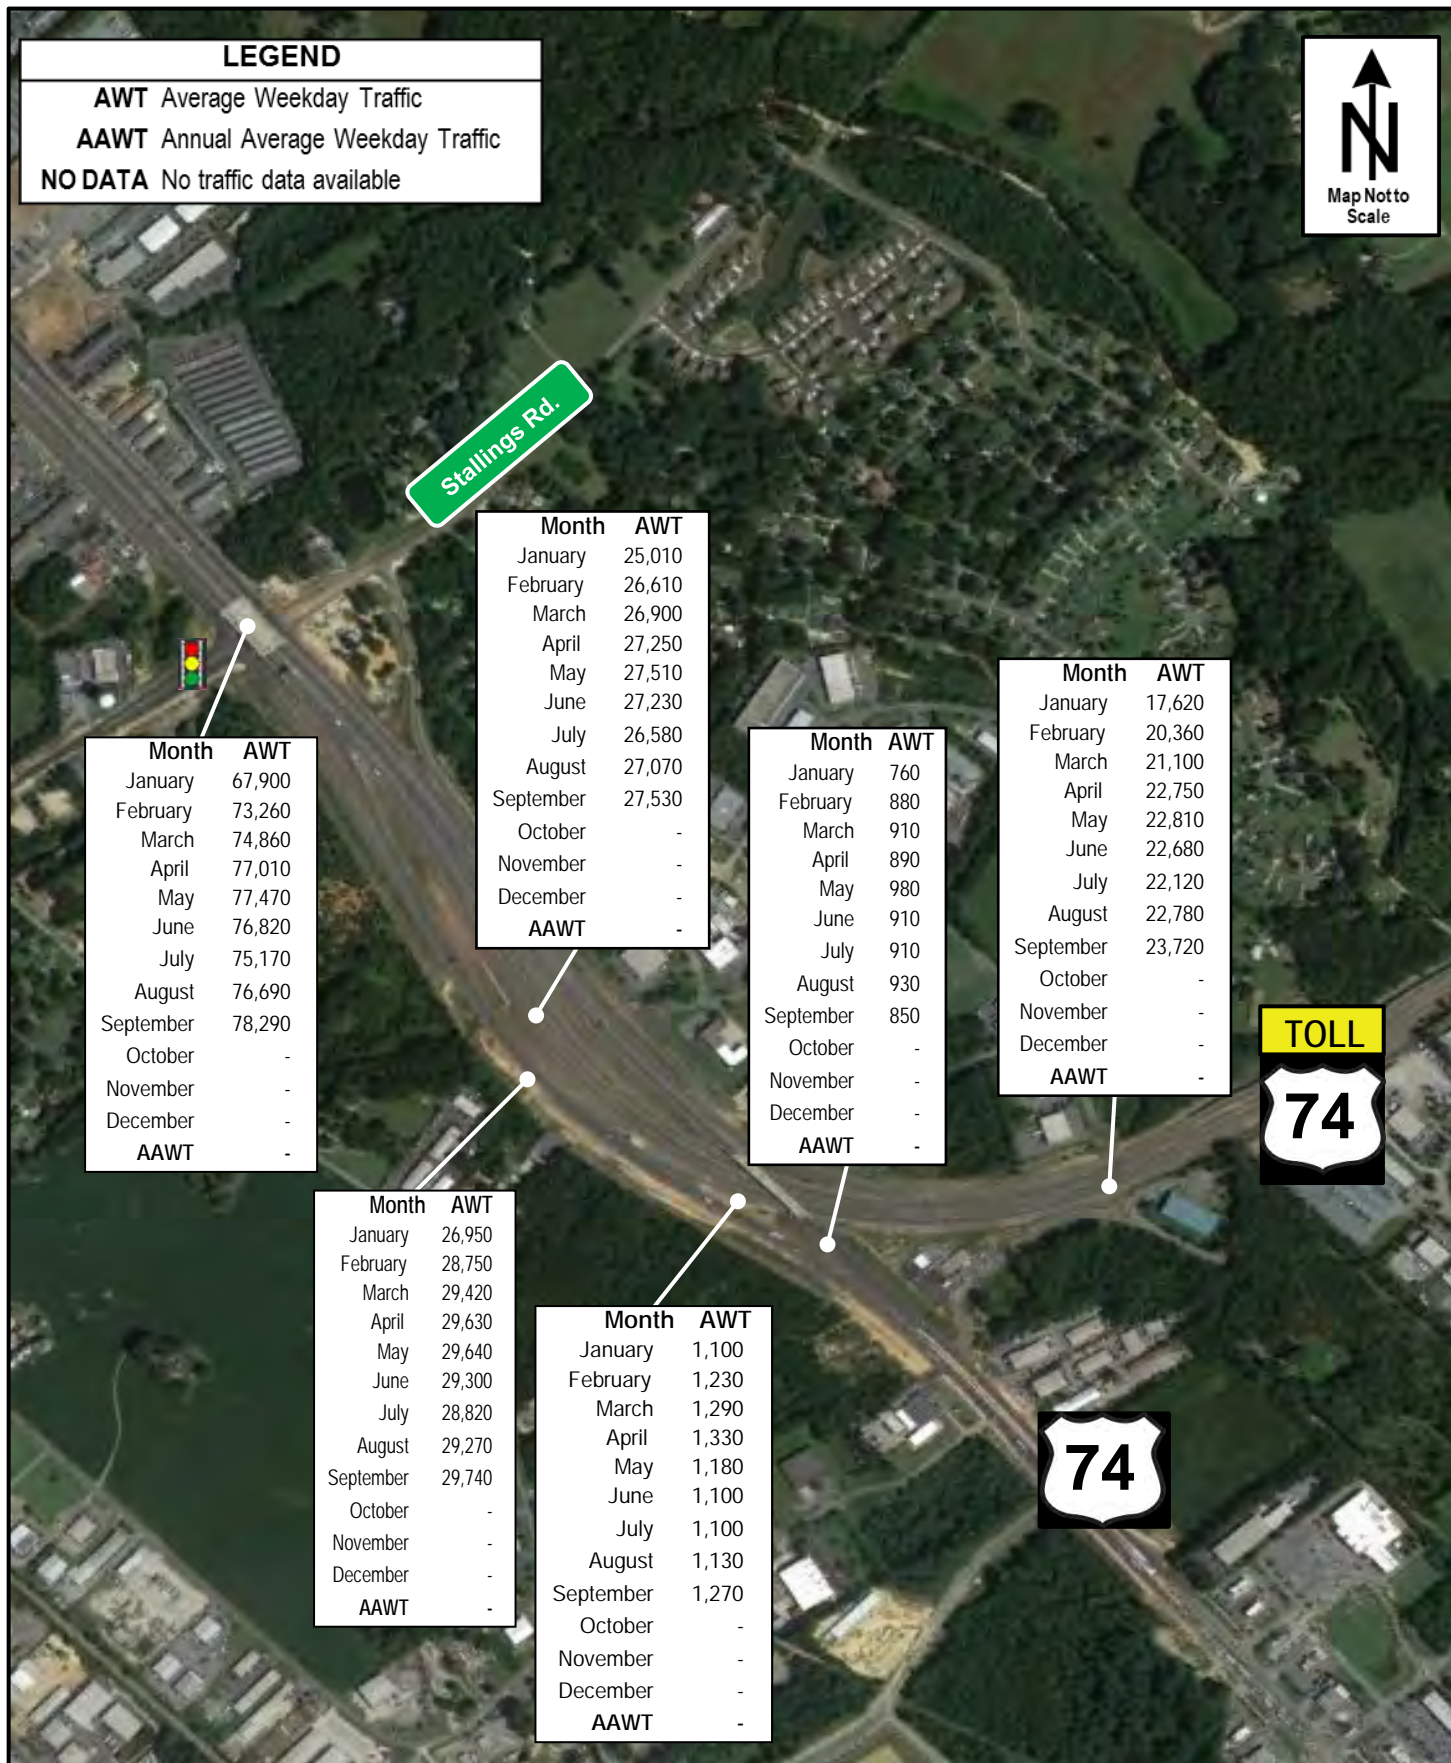 LEGEND
AWT Average Weekday Traffic
AAWT Annual Average Weekday Traffic
NO DATA No traffic data available
N
Map Not to
Scale
Stallings Rd.
Month AWT
January 25,010
February 26,610
March 26,900
April 27,250
May 27,510
June 27,230
July 26,580
August 27,070
September 27,530
October -
November -
December -
AAWT -
Month AWT
January 17,620
February 20,360
March 21,100
April 22,750
May 22,810
June 22,680
July 22,120
August 22,780
September 23,720
October -
November -
December -
AAWT -
Month AWT
January 67,900
February 73,260
March 74,860
April 77,010
May 77,470
June 76,820
July 75,170
August 76,690
September 78,290
October -
November -
December -
AAWT -
Month AWT
January 760
February 880
March 910
April 890
May 980
June 910
July 910
August 930
September 850
October -
November -
December -
AAWT -
TOLL
74
Month AWT
January 26,950
February 28,750
March 29,420
April 29,630
May 29,640
June 29,300
July 28,820
August 29,270
September 29,740
October -
November -
December -
AAWT -
Month AWT
January 1,100
February 1,230
March 1,290
April 1,330
May 1,180
June 1,100
July 1,100
August 1,130
September 1,270
October -
November -
December -
AAWT -
74